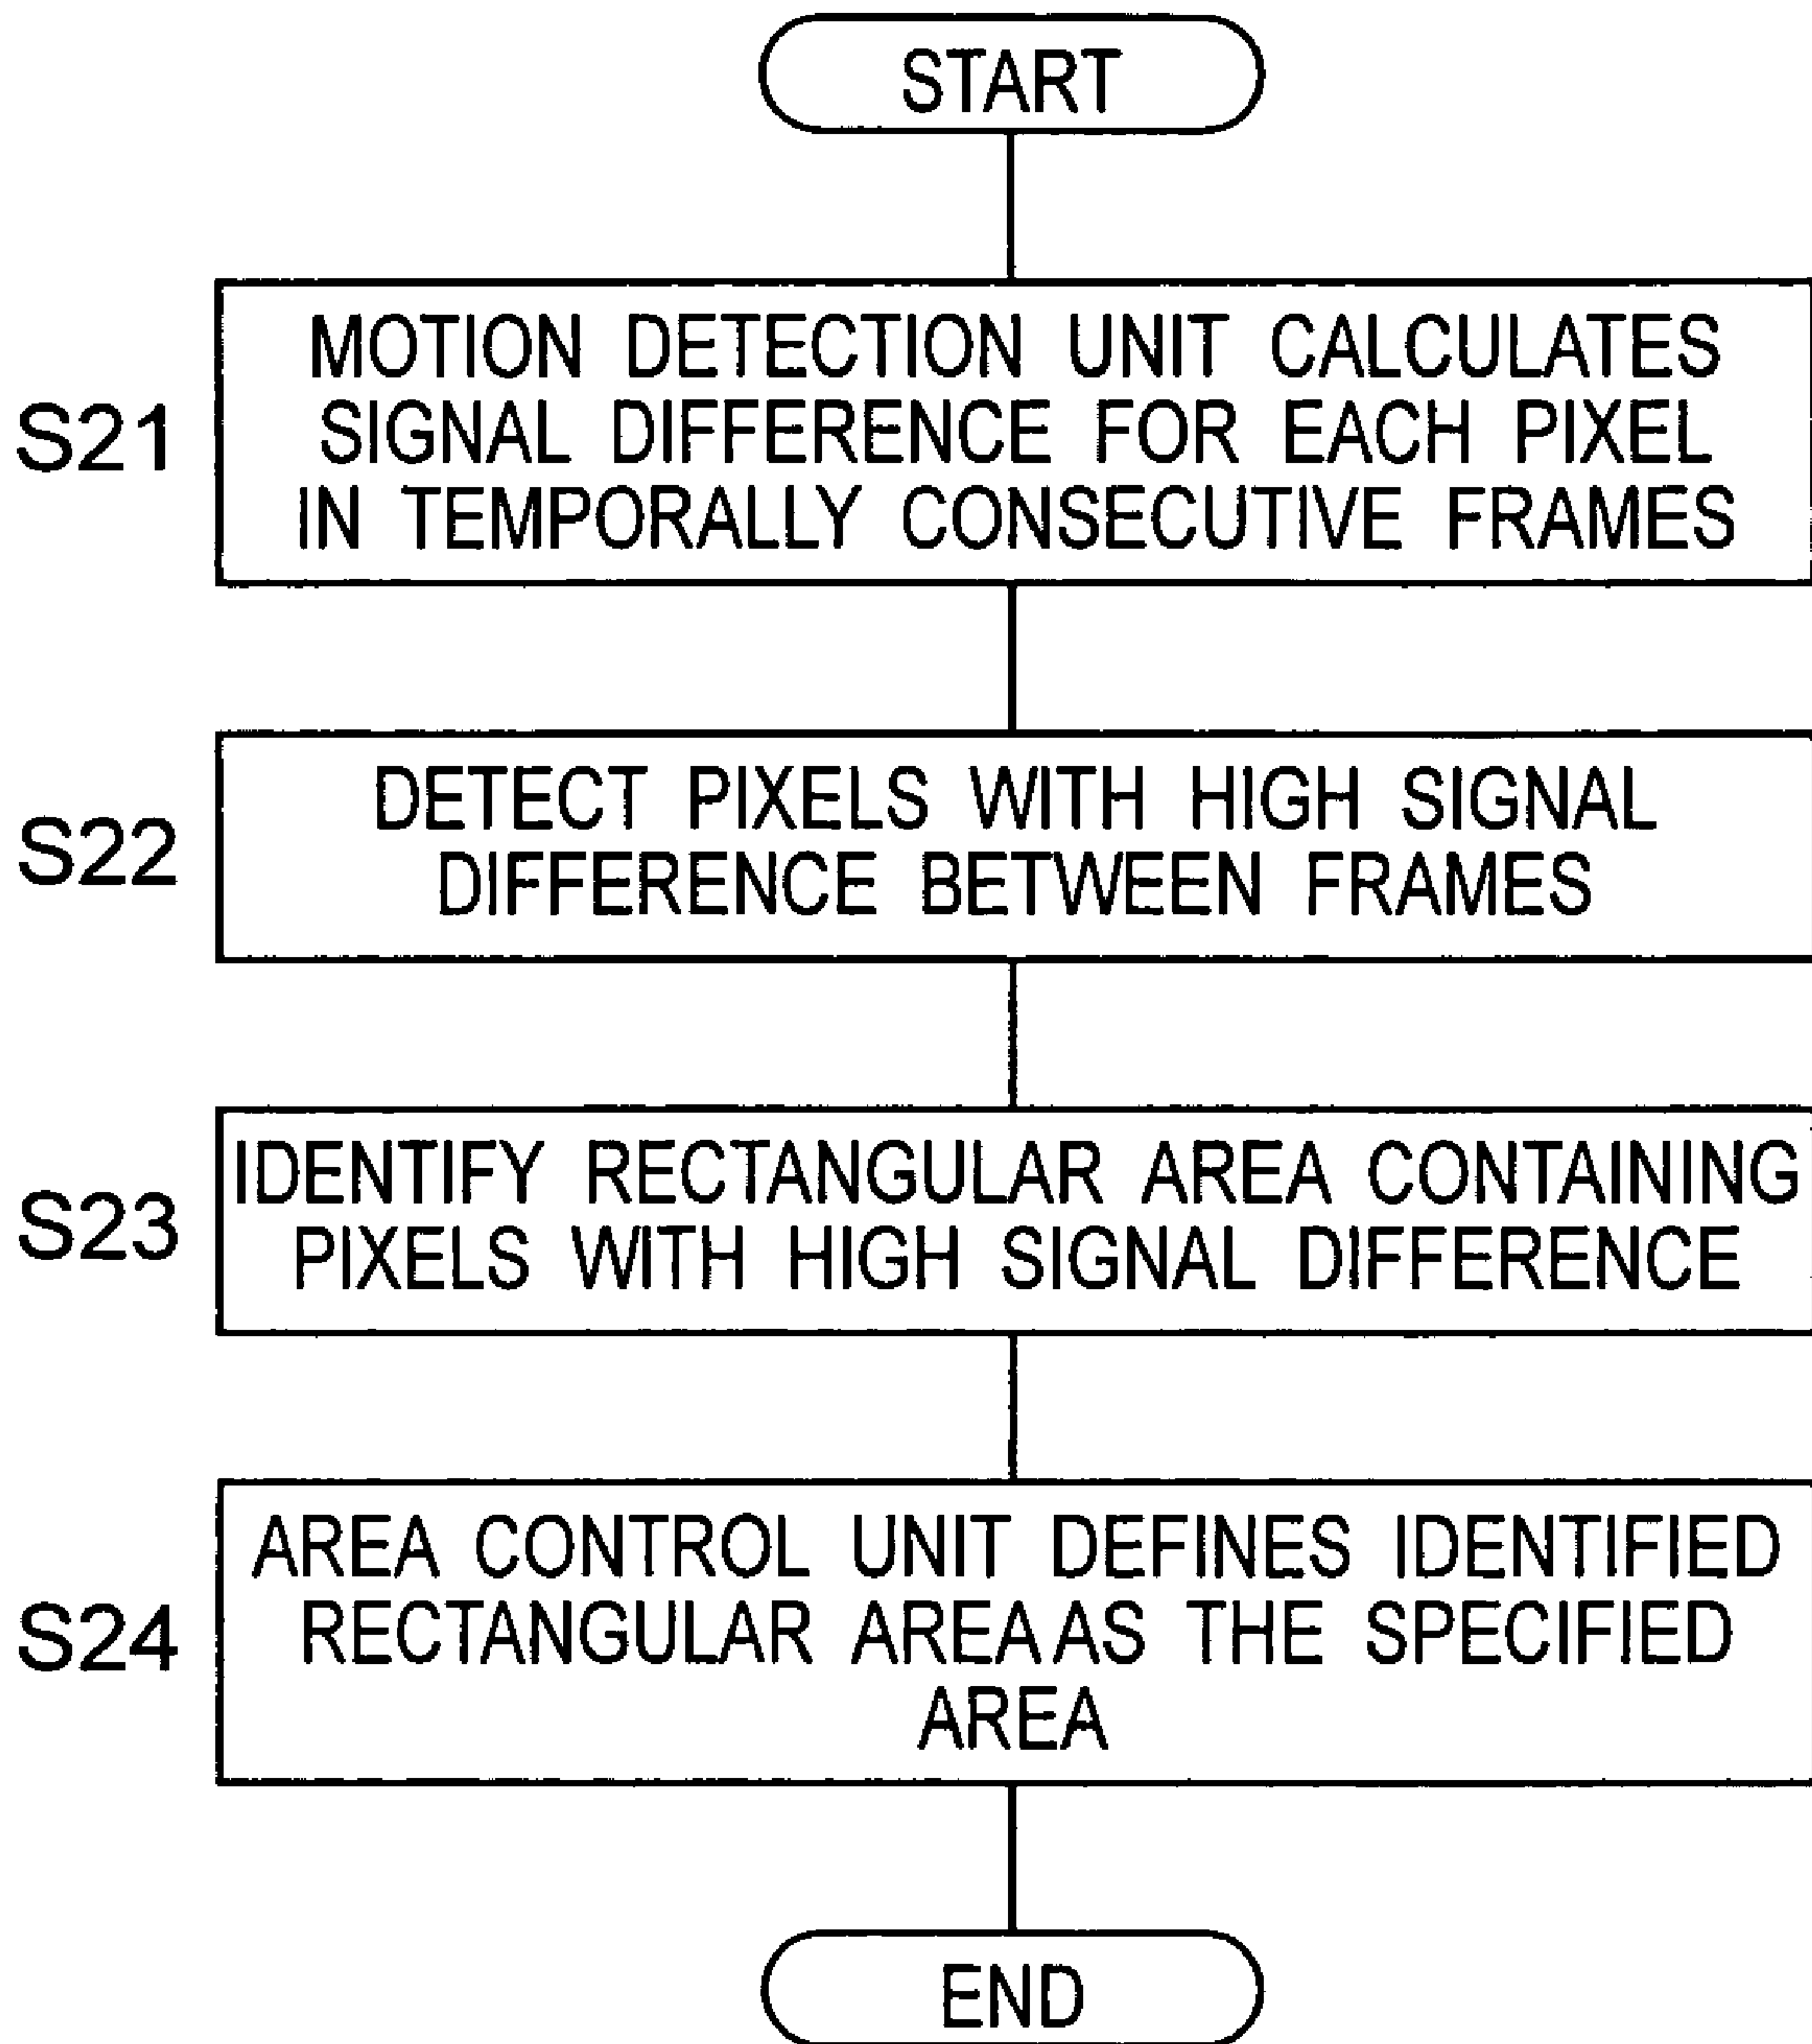 START
S21
MOTION DETECTION UNIT CALCULATES
SIGNAL DIFFERENCE FOR EACH PIXEL
IN TEMPORALLY CONSECUTIVE FRAMES
S22
DETECT PIXELS WITH HIGH SIGNAL
DIFFERENCE BETWEEN FRAMES
S23
IDENTIFY RECTANGULAR AREA CONTAINING
PIXELS WITH HIGH SIGNAL DIFFERENCE
S24
AREA CONTROL UNIT DEFINES IDENTIFIED
RECTANGULAR AREA AS THE SPECIFIED
AREA
END